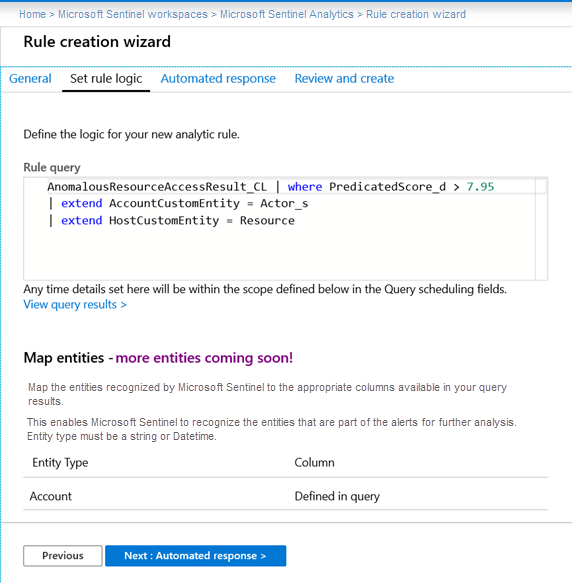 Home > Microsoft Sentinel workspaces > Microsoft Sentinel Analytics > Rule creation wizard
Rule creation wizard
General Set rule logic Automated response Review and create
Define the logic for your new analytic rule.
Rule query
AnomalousResourceAccessResult_CL | where PredicatedScore_d > 7.95
| extend AccountCustomEntity = Actor_s
| extend HostCustomEntity = Resource
Any time details set here will be within the scope defined below in the Query scheduling fields.
View query results >
Map entities - more entities coming soon!
Map the entities recognized by Microsoft Sentinel to the appropriate columns available in your query
results.
This enables Microsoft Sentinel to recognize the entities that are part of the alerts for further analysis.
Entity type must be a string or Datetime.
Entity Type Column
Account Defined in query
Previous Next : Automated response >